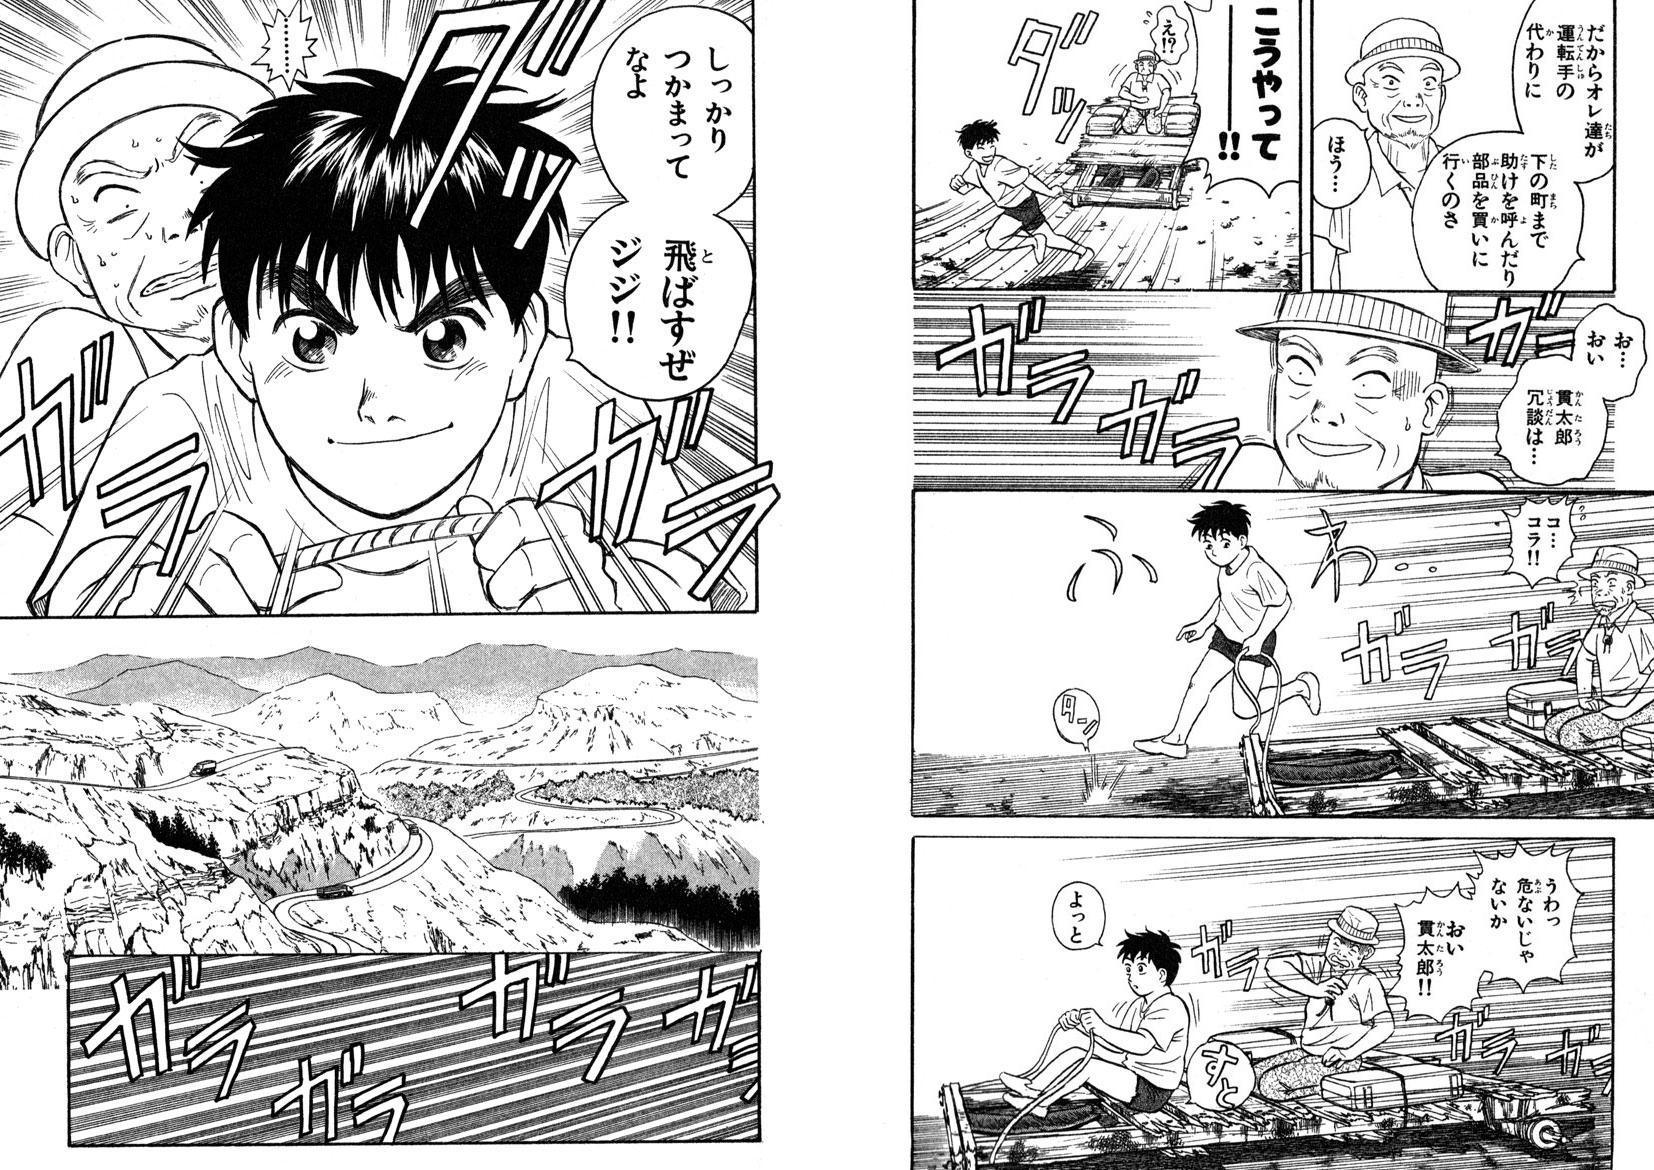 だからオレ達が
運転手の
代わりに
下の町まで
助けを呼んだり
部品を買いに
行くのさ
ほう…
こうやって
――!!
え!?
ダッ
お…
おい
貫太郎
冗談は…
ガラ
ガラ
ガラ
コ…
コラ!!
ふわ
タンッ
ガラ
ガラ
うわっ
危ないじゃ
ないか
おい
貫太郎!!
よっと
すと
ガラ
ガラ
ガラ
しっかり
つかまって
なよ
飛ばすぜ
ジジ!!
…………
ダダ
ガラ
ガラ
ガラ
ガラ
ガラ
ガラ